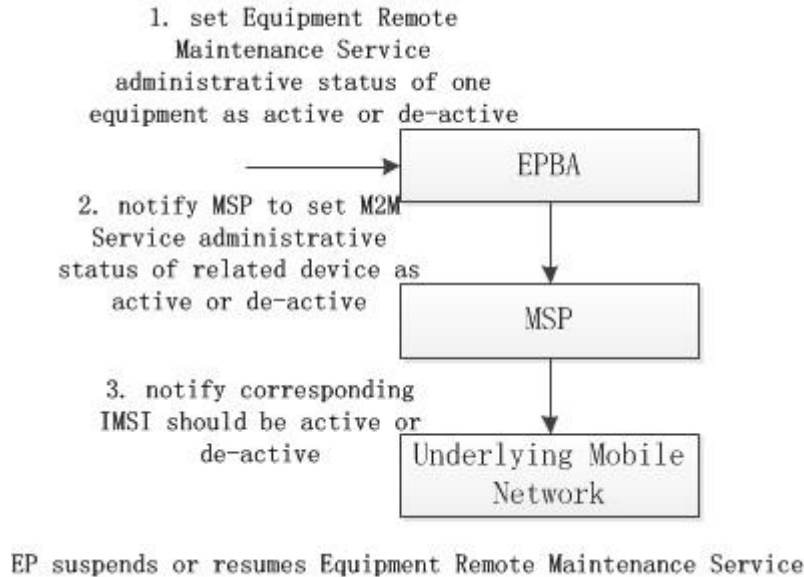 1. set Equipment Remote
Maintenance Service
administrative status of one
equipment as active or de-active
EPBA
2. notify MSP to set M2M
Service administrative
status of related device as
active or de-active
MSP
3. notify corresponding
IMSI should be active or
de-active
Underlying Mobile
Network
EP suspends or resumes Equipment Remote Maintenance Service